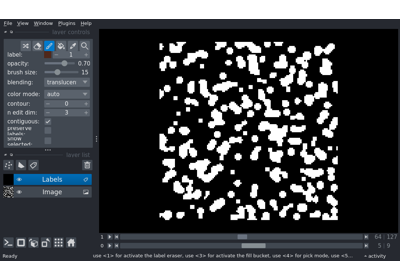 File View Window Plugins Help
layer controls
label: 1
opacity: 0.70
brush size: 15
blending: translucen
color mode: auto
contour: 0
n edit dim: 3
contiguous:
preserve
labels:
show
selected:
layer list
Labels
Image
1 64 127
0 5 9
Ready
use <1> for activate the label eraser, use <3> for activate the fill bucket, use <4> for pick mode, use <5...
activity